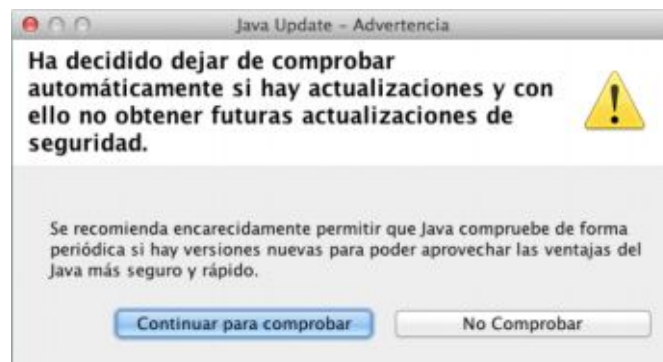 Java Update – Advertencia
Ha decidido dejar de comprobar
automáticamente si hay actualizaciones y con
ello no obtener futuras actualizaciones de
seguridad.
Se recomienda encarecidamente permitir que Java compruebe de forma
periódica si hay versiones nuevas para poder aprovechar las ventajas del
Java más seguro y rápido.
Continuar para comprobar
No Comprobar